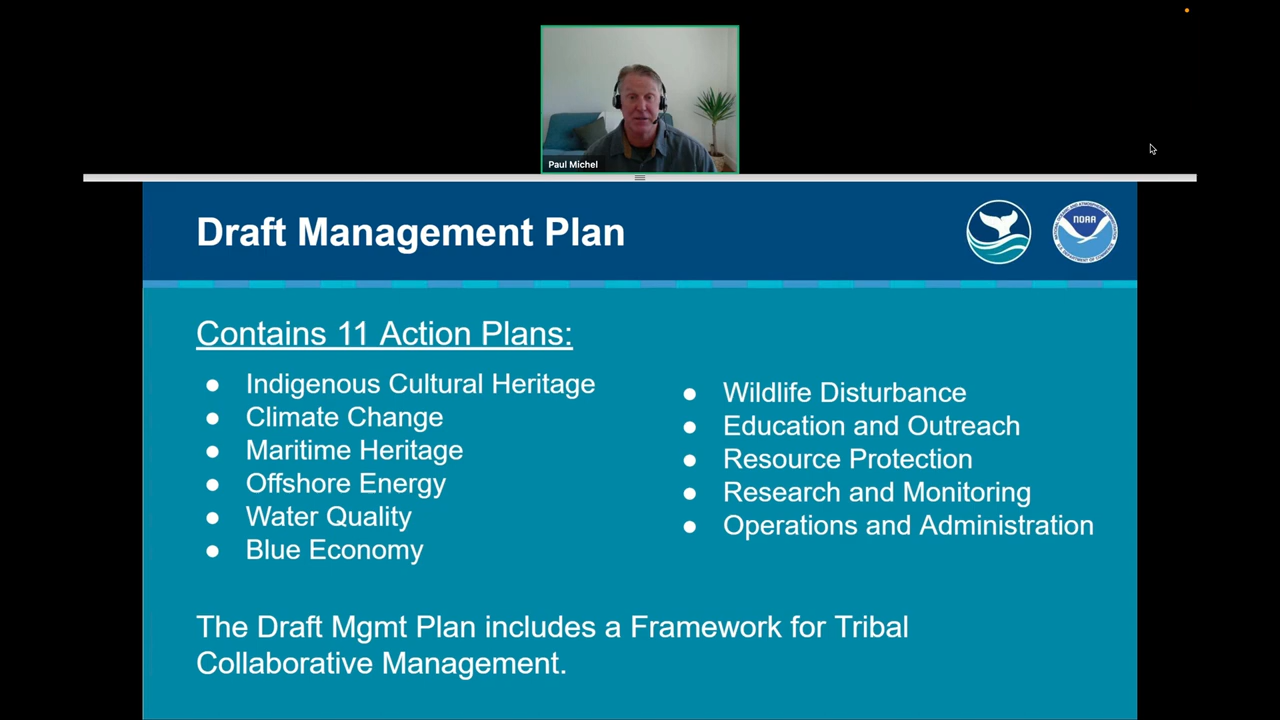 Paul Michel
Draft Management Plan
NOAA
Contains 11 Action Plans:
● Indigenous Cultural Heritage
● Climate Change
● Maritime Heritage
● Offshore Energy
● Water Quality
● Blue Economy
● Wildlife Disturbance
● Education and Outreach
● Resource Protection
● Research and Monitoring
● Operations and Administration
The Draft Mgmt Plan includes a Framework for Tribal
Collaborative Management.